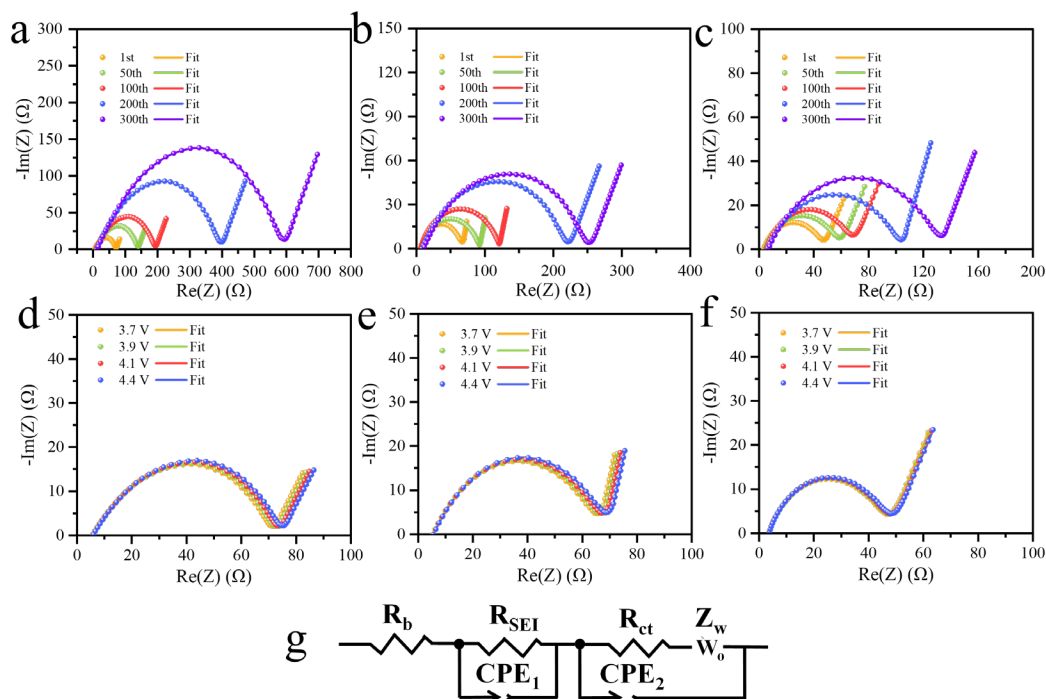 a
300
250
200
150
100
50
0
-Im(Z) (Ω)
1st Fit
50th Fit
100th Fit
200th Fit
300th Fit
0 100 200 300 400 500 600 700 800
Re(Z) (Ω)
b
150
120
90
60
30
0
-Im(Z) (Ω)
1st Fit
50th Fit
100th Fit
200th Fit
300th Fit
0 100 200 300 400
Re(Z) (Ω)
c
100
80
60
40
20
0
-Im(Z) (Ω)
1st Fit
50th Fit
100th Fit
200th Fit
300th Fit
0 40 80 120 160 200
Re(Z) (Ω)
d
50
40
30
20
10
0
-Im(Z) (Ω)
3.7 V Fit
3.9 V Fit
4.1 V Fit
4.4 V Fit
0 20 40 60 80 100
Re(Z) (Ω)
e
50
40
30
20
10
0
-Im(Z) (Ω)
3.7 V Fit
3.9 V Fit
4.1 V Fit
4.4 V Fit
0 20 40 60 80 100
Re(Z) (Ω)
f
50
40
30
20
10
0
-Im(Z) (Ω)
3.7 V Fit
3.9 V Fit
4.1 V Fit
4.4 V Fit
0 20 40 60 80 100
Re(Z) (Ω)
g
R_b R_SEI R_ct Z_w
W_o
CPE_1 CPE_2